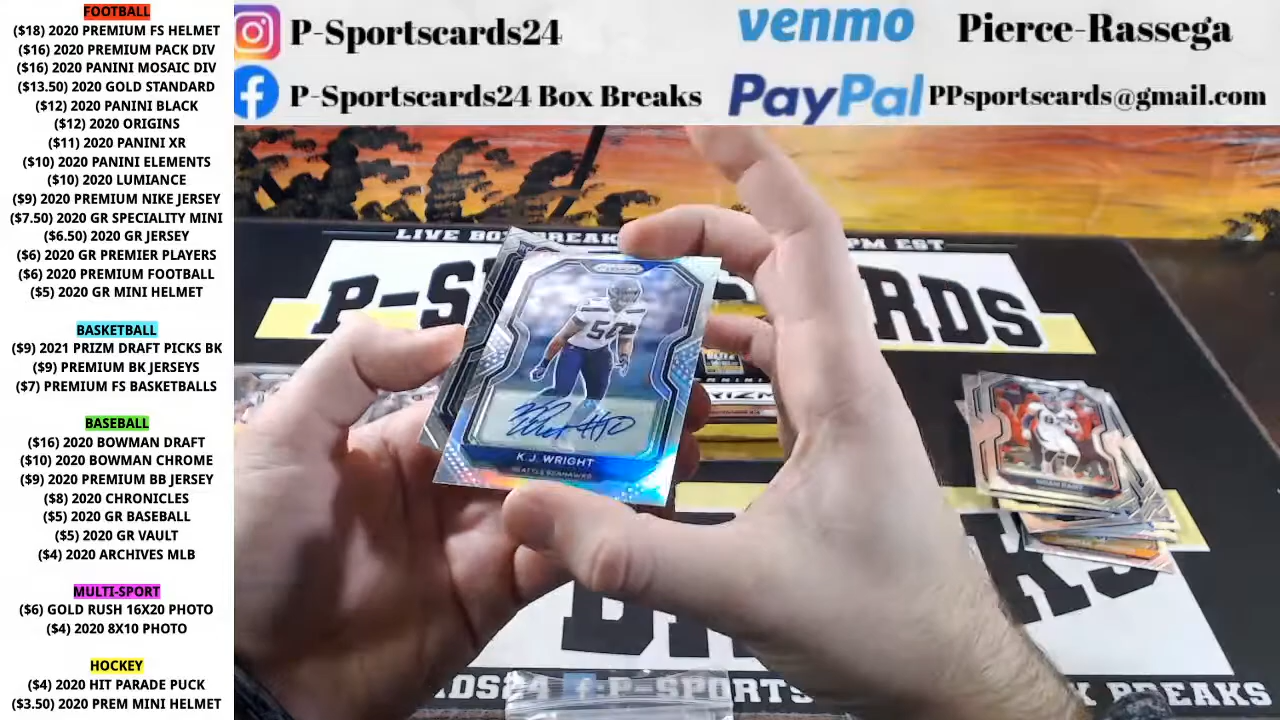 FOOTBALL
($18) 2020 PREMIUM FS HELMET
($16) 2020 PREMIUM PACK DIV
($16) 2020 PANINI MOSAIC DIV
($13.50) 2020 GOLD STANDARD
($12) 2020 PANINI BLACK
($12) 2020 ORIGINS
($11) 2020 PANINI XR
($10) 2020 PANINI ELEMENTS
($10) 2020 LUMIANCE
($9) 2020 PREMIUM NIKE JERSEY
($7.50) 2020 GR SPECIALITY MINI
($6.50) 2020 GR JERSEY
($6) 2020 GR PREMIER PLAYERS
($6) 2020 PREMIUM FOOTBALL
($5) 2020 GR MINI HELMET
BASKETBALL
($9) 2021 PRIZM DRAFT PICKS BK
($9) PREMIUM BK JERSEYS
($7) PREMIUM FS BASKETBALLS
BASEBALL
($16) 2020 BOWMAN DRAFT
($10) 2020 BOWMAN CHROME
($9) 2020 PREMIUM BB JERSEY
($8) 2020 CHRONICLES
($5) 2020 GR BASEBALL
($5) 2020 GR VAULT
($4) 2020 ARCHIVES MLB
MULTI-SPORT
($6) GOLD RUSH 16X20 PHOTO
($4) 2020 8X10 PHOTO
HOCKEY
($4) 2020 HIT PARADE PUCK
($3.50) 2020 PREM MINI HELMET
P-Sportscards24
venmo Pierce-Rassega
P-Sportscards24 Box Breaks
PayPal PPsportscards@gmail.com
LIVE BO BREAK PM EST
P-S RDS
PRIZM
50
K.J. WRIGHT
SEATTLE SEAHAWKS
NOAH FANT
RDS24 f:P-SPORTS X BREAKS